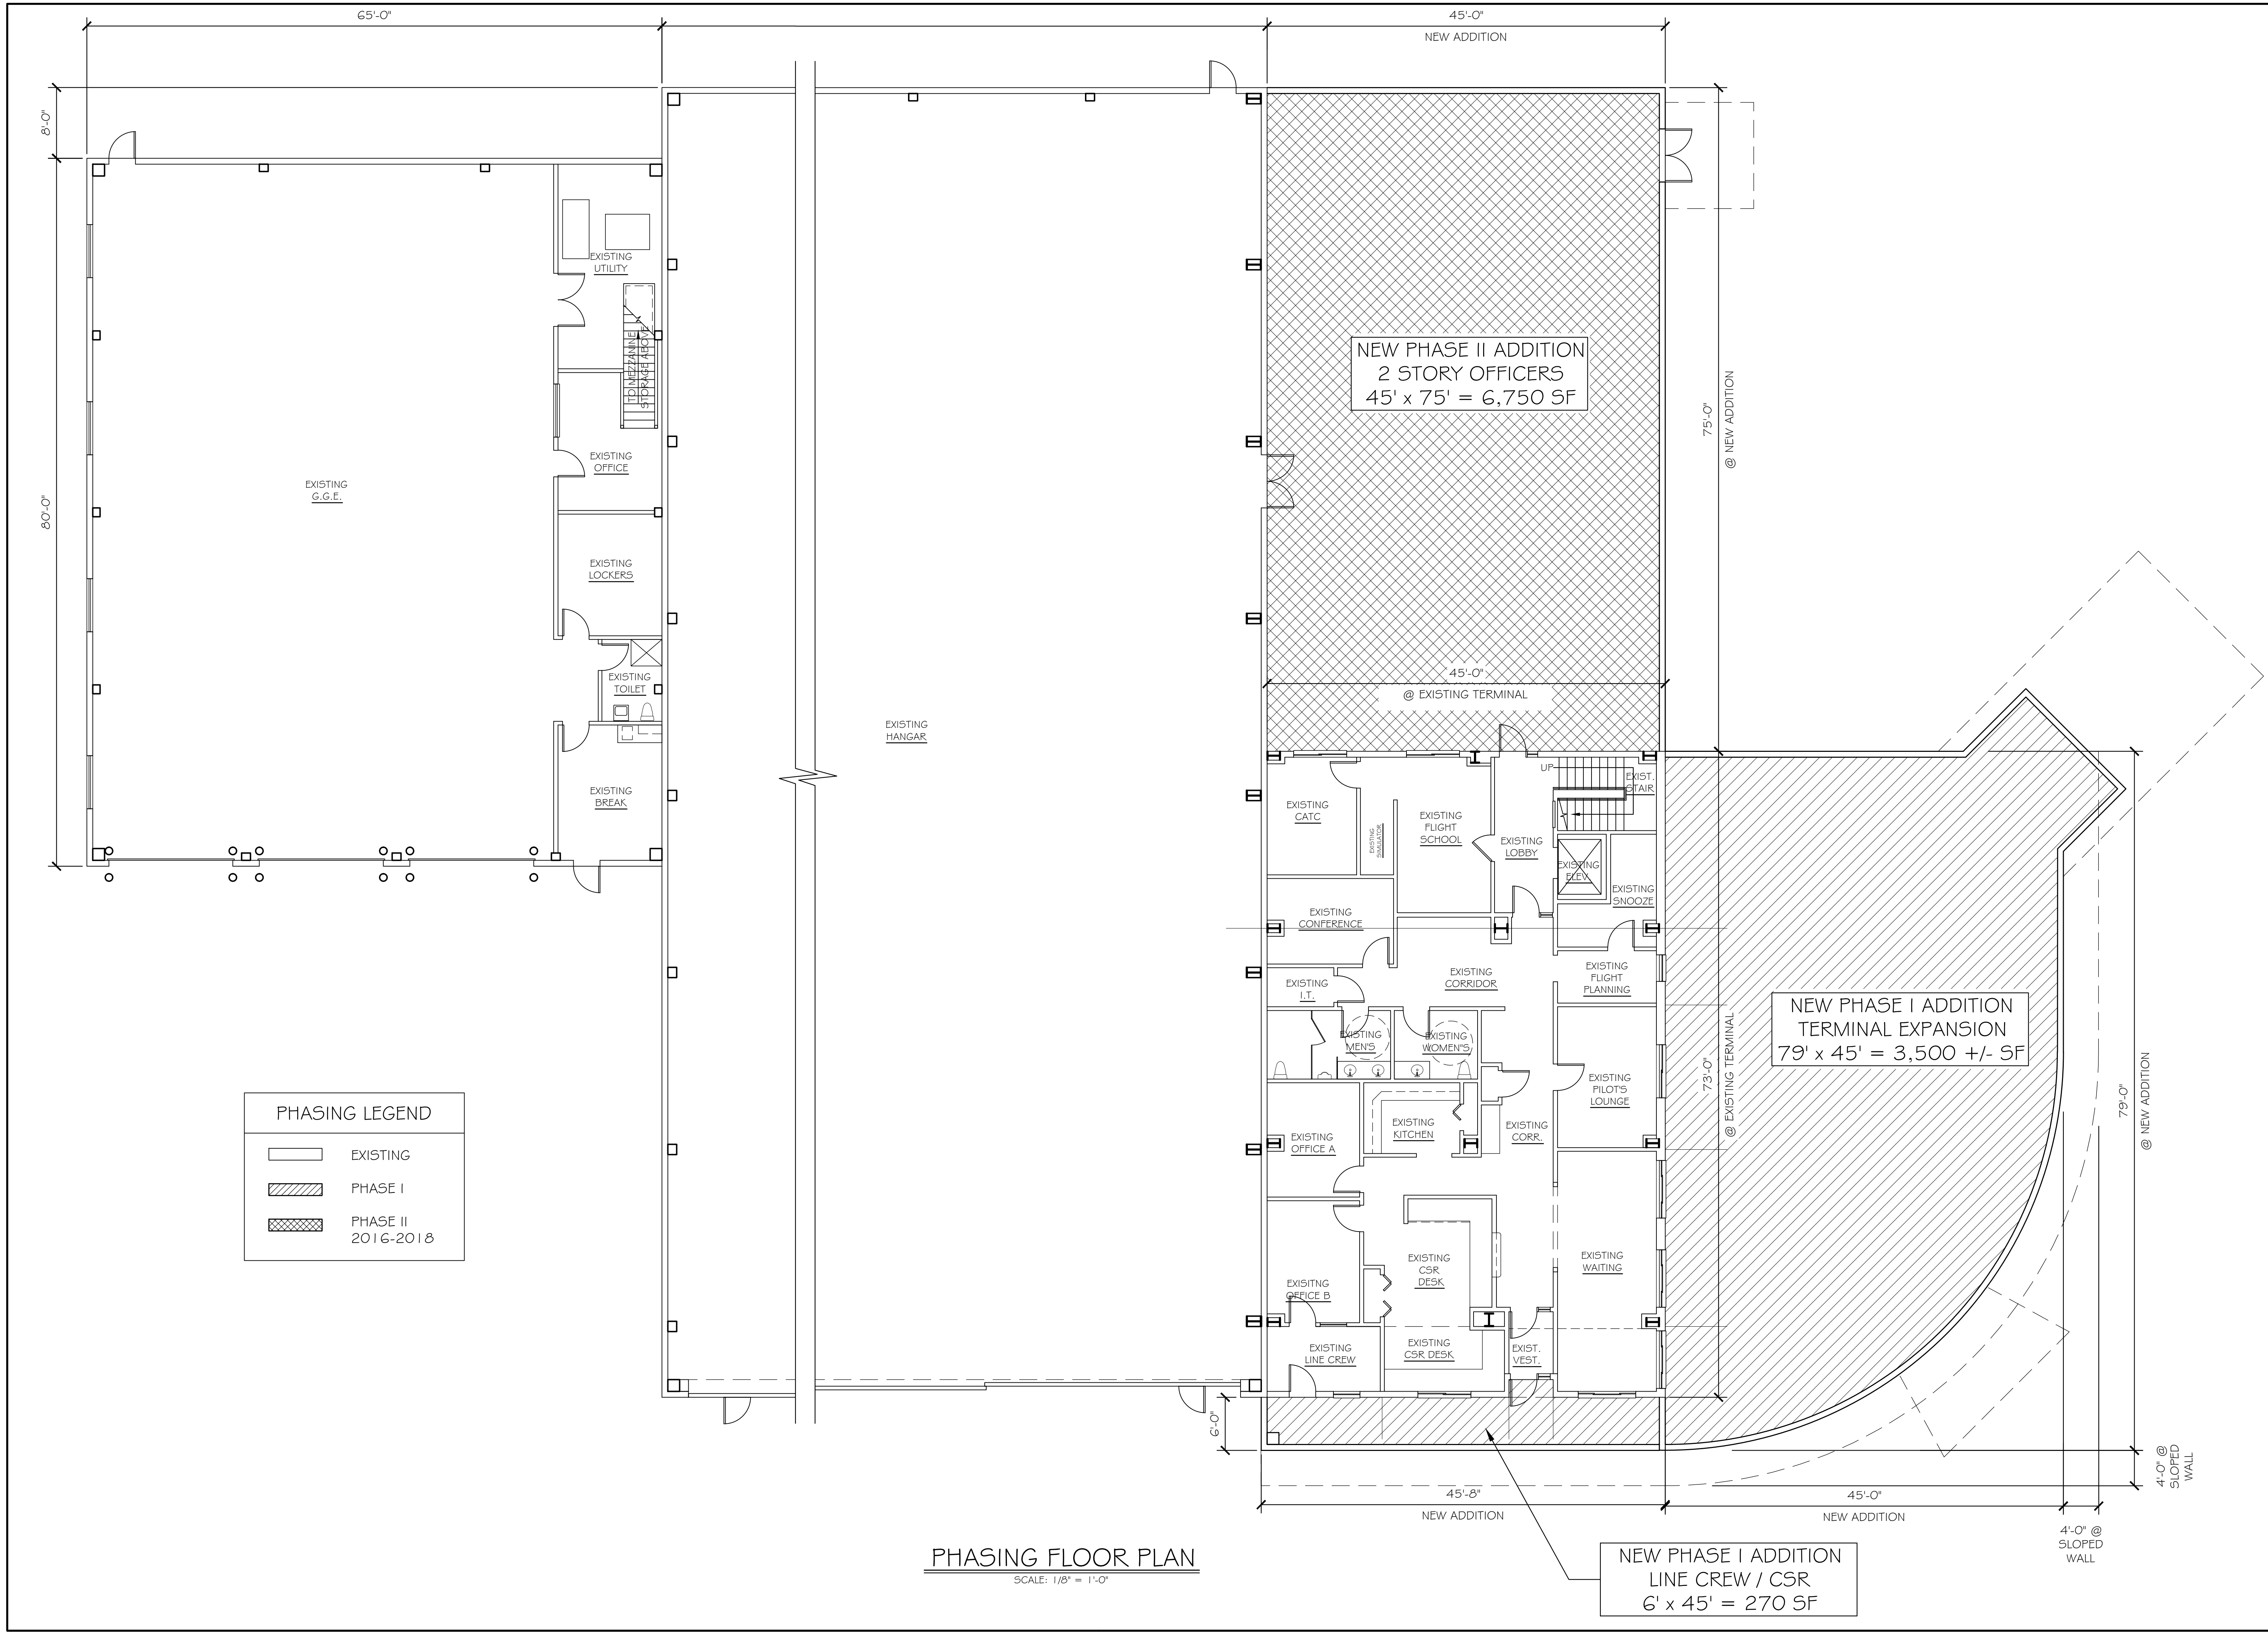 65'-0"
45'-0"
NEW ADDITION
8'-0"
80'-0"
EXISTING
UTILITY
TO MEZZANINE
STORAGE ABOVE
EXISTING
OFFICE
EXISTING
G.G.E.
EXISTING
LOCKERS
EXISTING
TOILET
EXISTING
BREAK
EXISTING
HANGAR
NEW PHASE II ADDITION
2 STORY OFFICERS
45' x 75' = 6,750 SF
75'-0"
@ NEW ADDITION
45'-0"
@ EXISTING TERMINAL
UP
EXIST.
STAIR
EXISTING
CATC
EXISTING
SIMULATOR
EXISTING
FLIGHT
SCHOOL
EXISTING
LOBBY
EXISTING
ELEV.
EXISTING
SNOOZE
EXISTING
CONFERENCE
EXISTING
I.T.
EXISTING
CORRIDOR
EXISTING
FLIGHT
PLANNING
EXISTING
MEN'S
EXISTING
WOMEN'S
EXISTING
PILOT'S
LOUNGE
EXISTING
OFFICE A
EXISTING
KITCHEN
EXISTING
CORR.
EXISITNG
OFFICE B
EXISTING
CSR
DESK
EXISTING
WAITING
EXISTING
LINE CREW
EXISTING
CSR DESK
EXIST.
VEST.
73'-0"
@ EXISTING TERMINAL
NEW PHASE I ADDITION
TERMINAL EXPANSION
79' x 45' = 3,500 +/- SF
79'-0"
@ NEW ADDITION
4'-0" @
SLOPED
WALL
6'-0"
45'-8"
NEW ADDITION
45'-0"
NEW ADDITION
4'-0" @
SLOPED
WALL
PHASING LEGEND
EXISTING
PHASE I
PHASE II
2016-2018
PHASING FLOOR PLAN
SCALE: 1/8" = 1'-0"
NEW PHASE I ADDITION
LINE CREW / CSR
6' x 45' = 270 SF